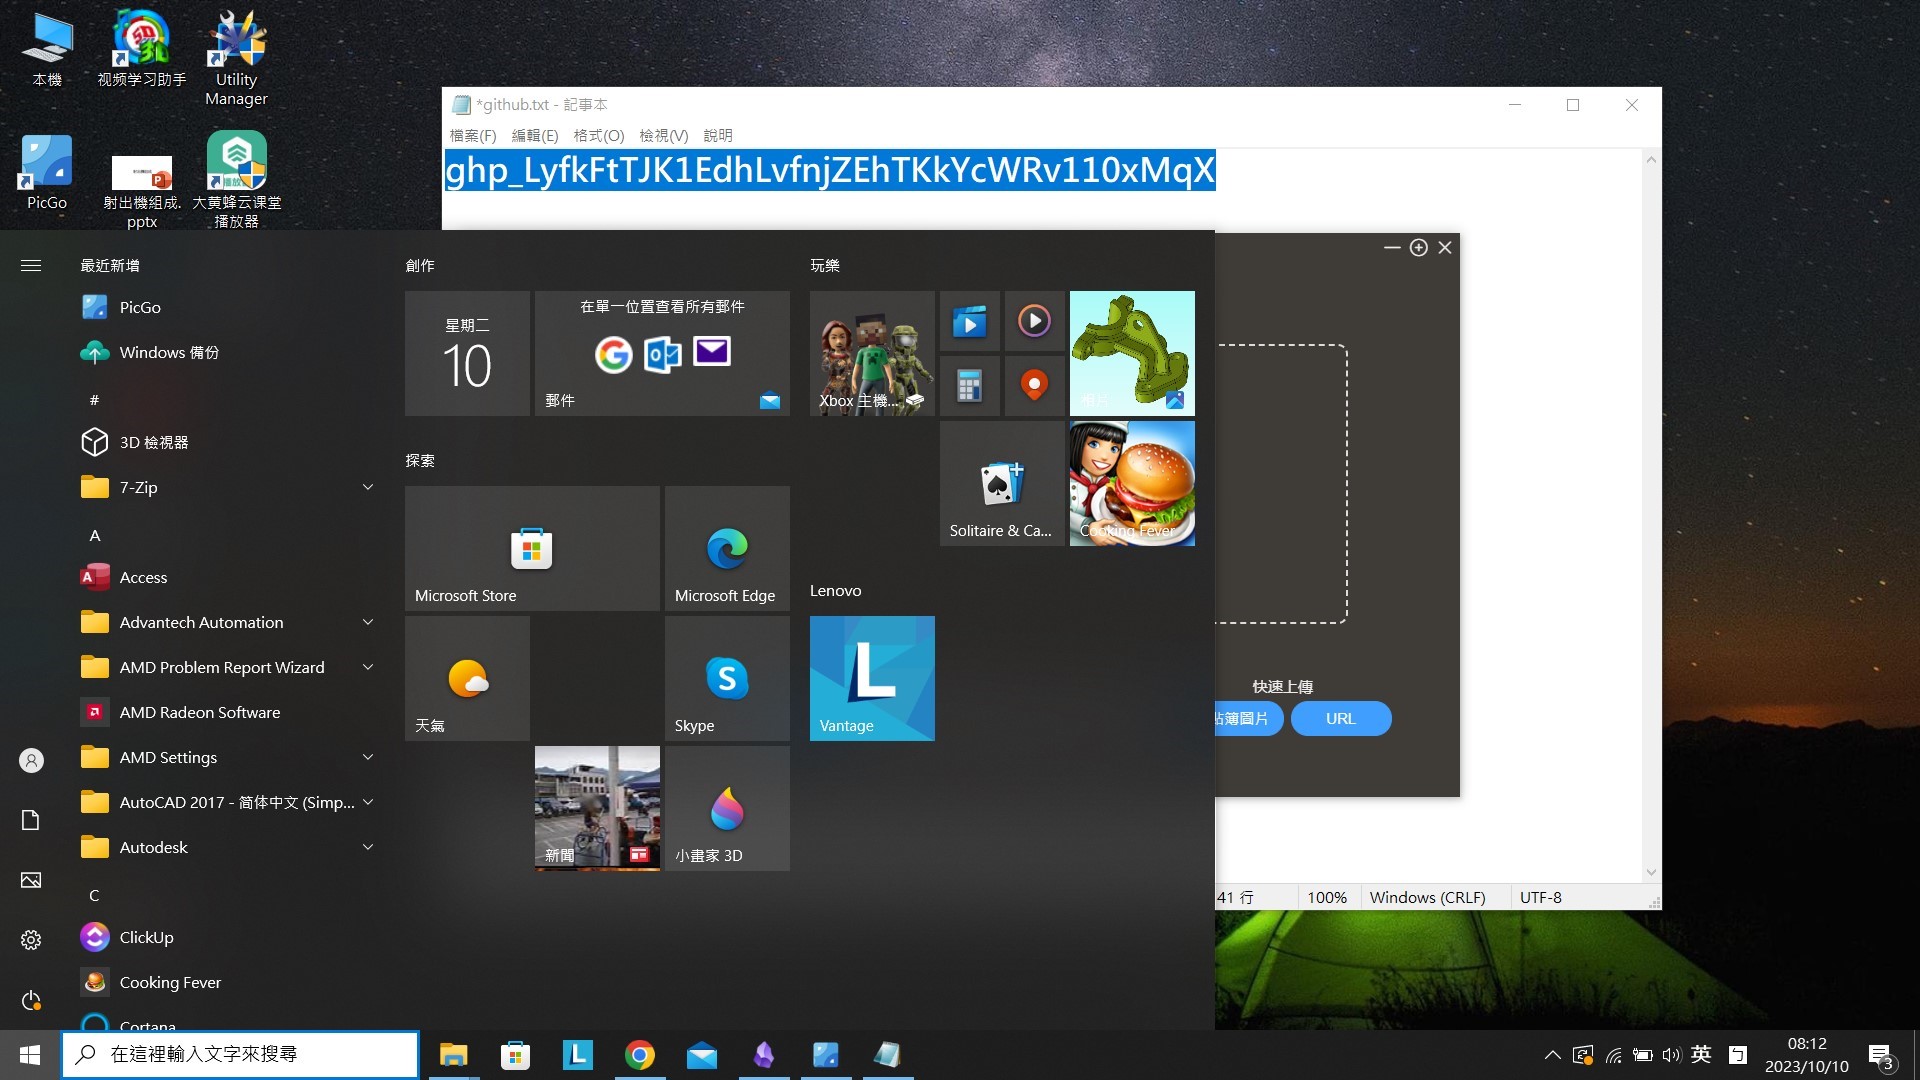 本機
视频学习助手
Utility
Manager
PicGo
射出機組成.
pptx
大黄蜂云课堂
播放器
*github.txt - 記事本
檔案(F) 編輯(E) 格式(O) 檢視(V) 說明
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
最近新增
PicGo
Windows 備份
#
3D 檢視器
7-Zip
A
Access
Advantech Automation
AMD Problem Report Wizard
AMD Radeon Software
AMD Settings
AutoCAD 2017 - 简体中文 (Simp...
Autodesk
C
ClickUp
Cooking Fever
Cortana
創作
星期二
10
在單一位置查看所有郵件
郵件
探索
Microsoft Store
Microsoft Edge
天氣
Skype
新聞
小畫家 3D
玩樂
Xbox 主機...
相片
Solitaire & Ca...
Cooking Fever
Lenovo
Vantage
快速上傳
貼簿圖片
URL
41 行
100%
Windows (CRLF)
UTF-8
在這裡輸入文字來搜尋
英
08:12
2023/10/10
3